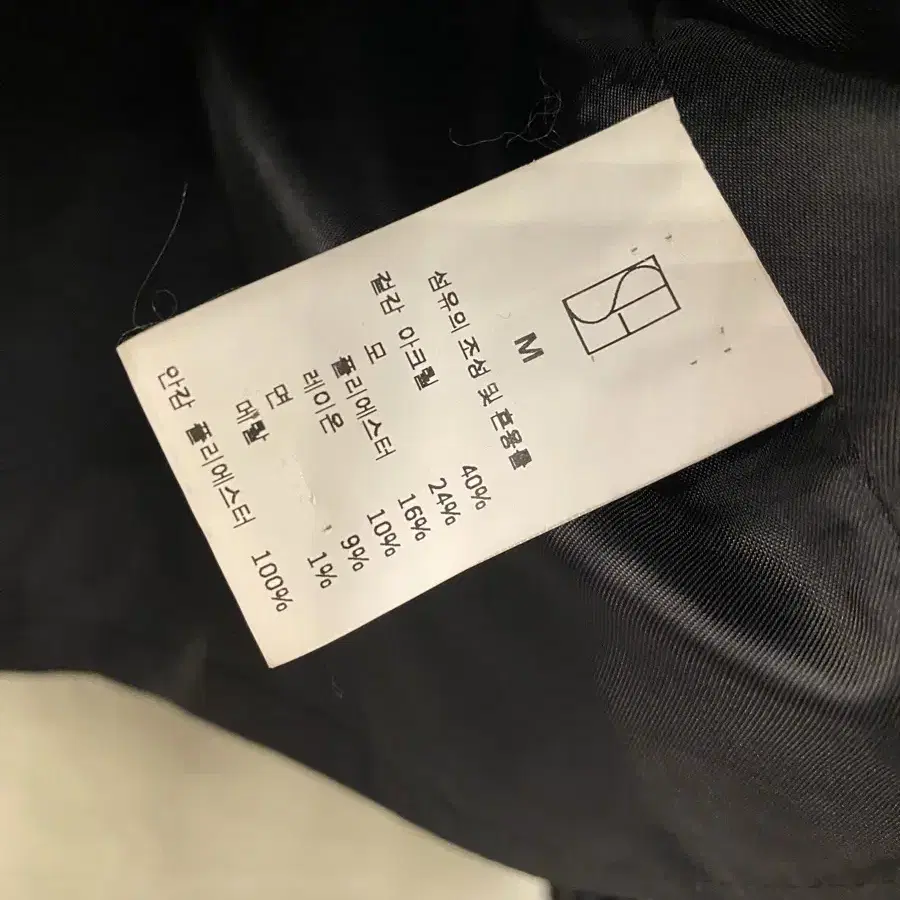 M
섬유의 조성 및 혼용률
겉감 아크릴 40%
모 24%
폴리에스터 16%
레이온 10%
면 9%
메탈 1%
안감 폴리에스터 100%